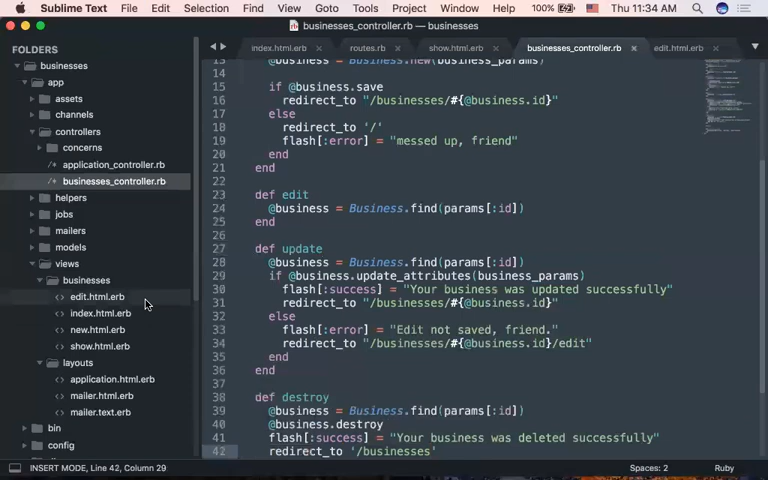 Sublime Text File Edit Selection Find View Goto Tools Project Window Help 100% Thu 11:34 AM
businesses_controller.rb — businesses
FOLDERS
businesses
app
assets
channels
controllers
concerns
application_controller.rb
businesses_controller.rb
helpers
jobs
mailers
models
views
businesses
edit.html.erb
index.html.erb
new.html.erb
show.html.erb
layouts
application.html.erb
mailer.html.erb
mailer.text.erb
bin
config
index.html.erb routes.rb show.html.erb businesses_controller.rb edit.html.erb
13 @business = Business.new(business_params)
14
15 if @business.save
16 redirect_to "/businesses/#{@business.id}"
17 else
18 redirect_to '/'
19 flash[:error] = "messed up, friend"
20 end
21 end
22
23 def edit
24 @business = Business.find(params[:id])
25 end
26
27 def update
28 @business = Business.find(params[:id])
29 if @business.update_attributes(business_params)
30 flash[:success] = "Your business was updated successfully"
31 redirect_to "/businesses/#{@business.id}"
32 else
33 flash[:error] = "Edit not saved, friend."
34 redirect_to "/businesses/#{@business.id}/edit"
35 end
36 end
37
38 def destroy
39 @business = Business.find(params[:id])
40 @business.destroy
41 flash[:success] = "Your business was deleted successfully"
42 redirect_to '/businesses'
INSERT MODE, Line 42, Column 29 Spaces: 2 Ruby